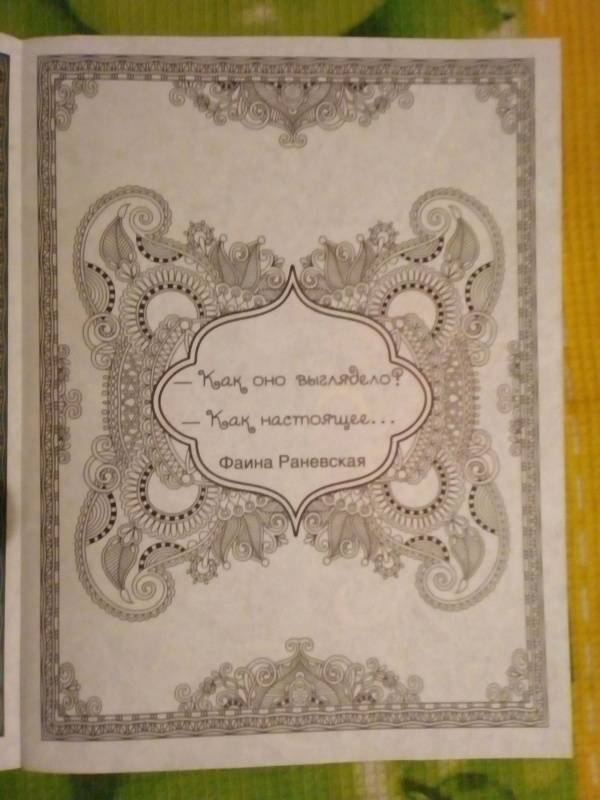 — Как оно выглядело?
— Как настоящее...
Фаина Раневская